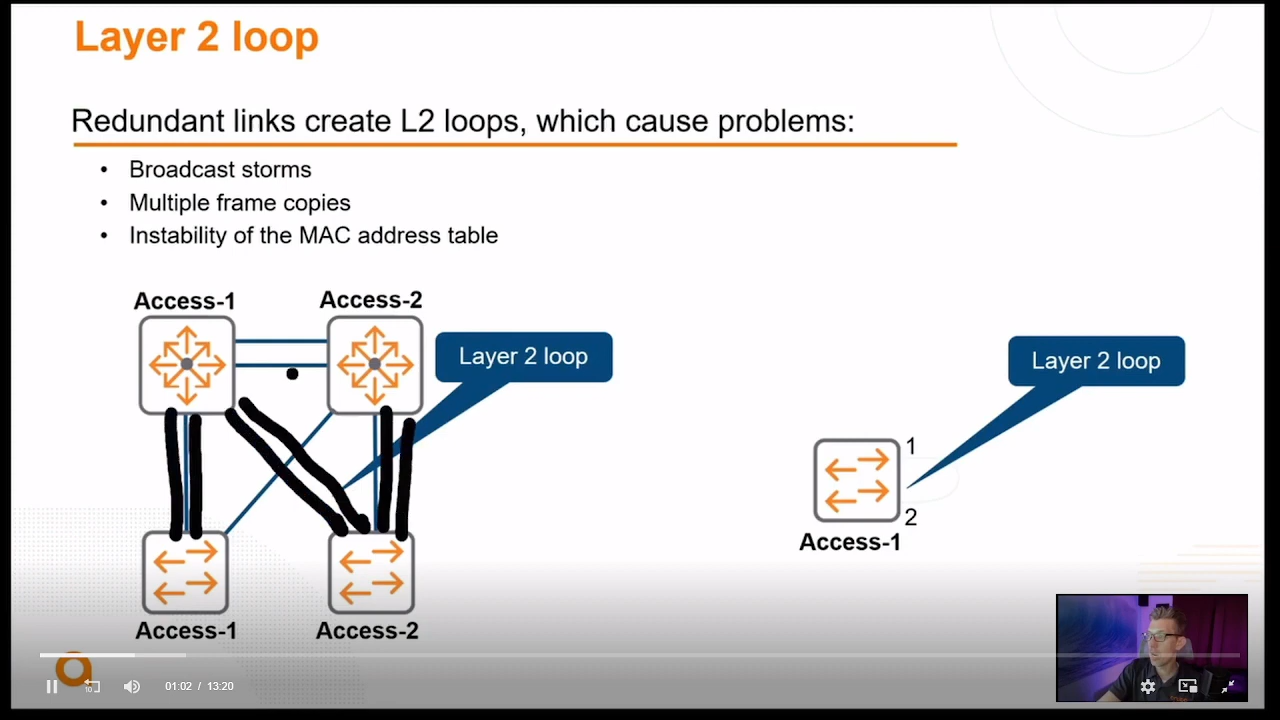 Layer 2 loop
Redundant links create L2 loops, which cause problems:
• Broadcast storms
• Multiple frame copies
• Instability of the MAC address table
Access-1
Access-2
Layer 2 loop
Layer 2 loop
1
2
Access-1
Access-1
Access-2
10
01:02 / 13:20